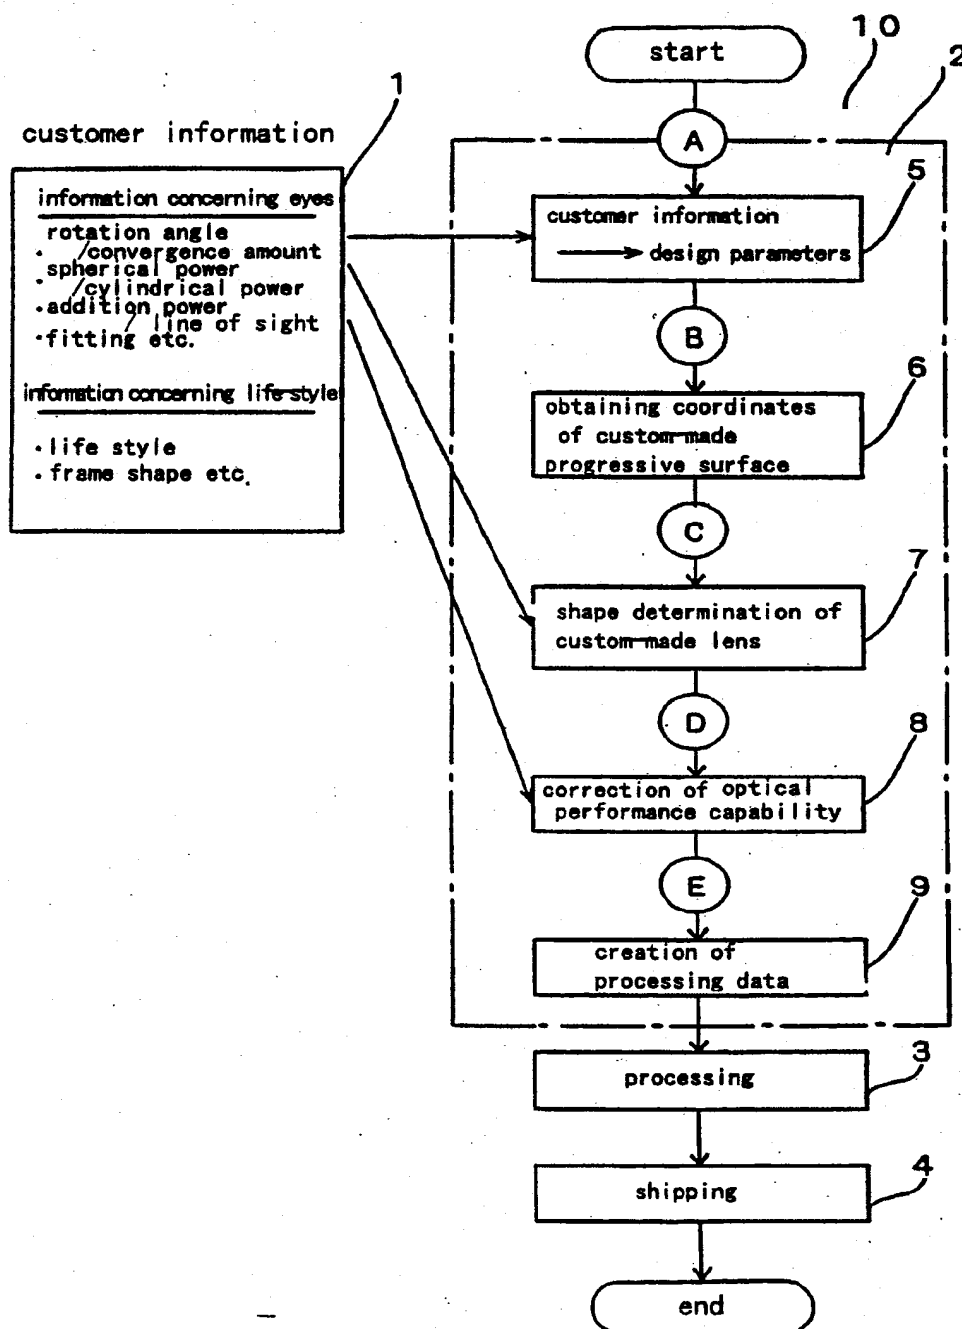 10
start
2
1
customer information
A
5
information concerning eyes
rotation angle
· /convergence amount
spherical power
· /cylindrical power
·addition power
/ line of sight
·fitting etc.
information concerning life-style
·life style
·frame shape etc.
customer information
design parameters
B
6
obtaining coordinates
of custom-made
progressive surface
C
7
shape determination of
custom-made lens
D
8
correction of optical
performance capability
E
9
creation of
processing data
3
processing
4
shipping
end